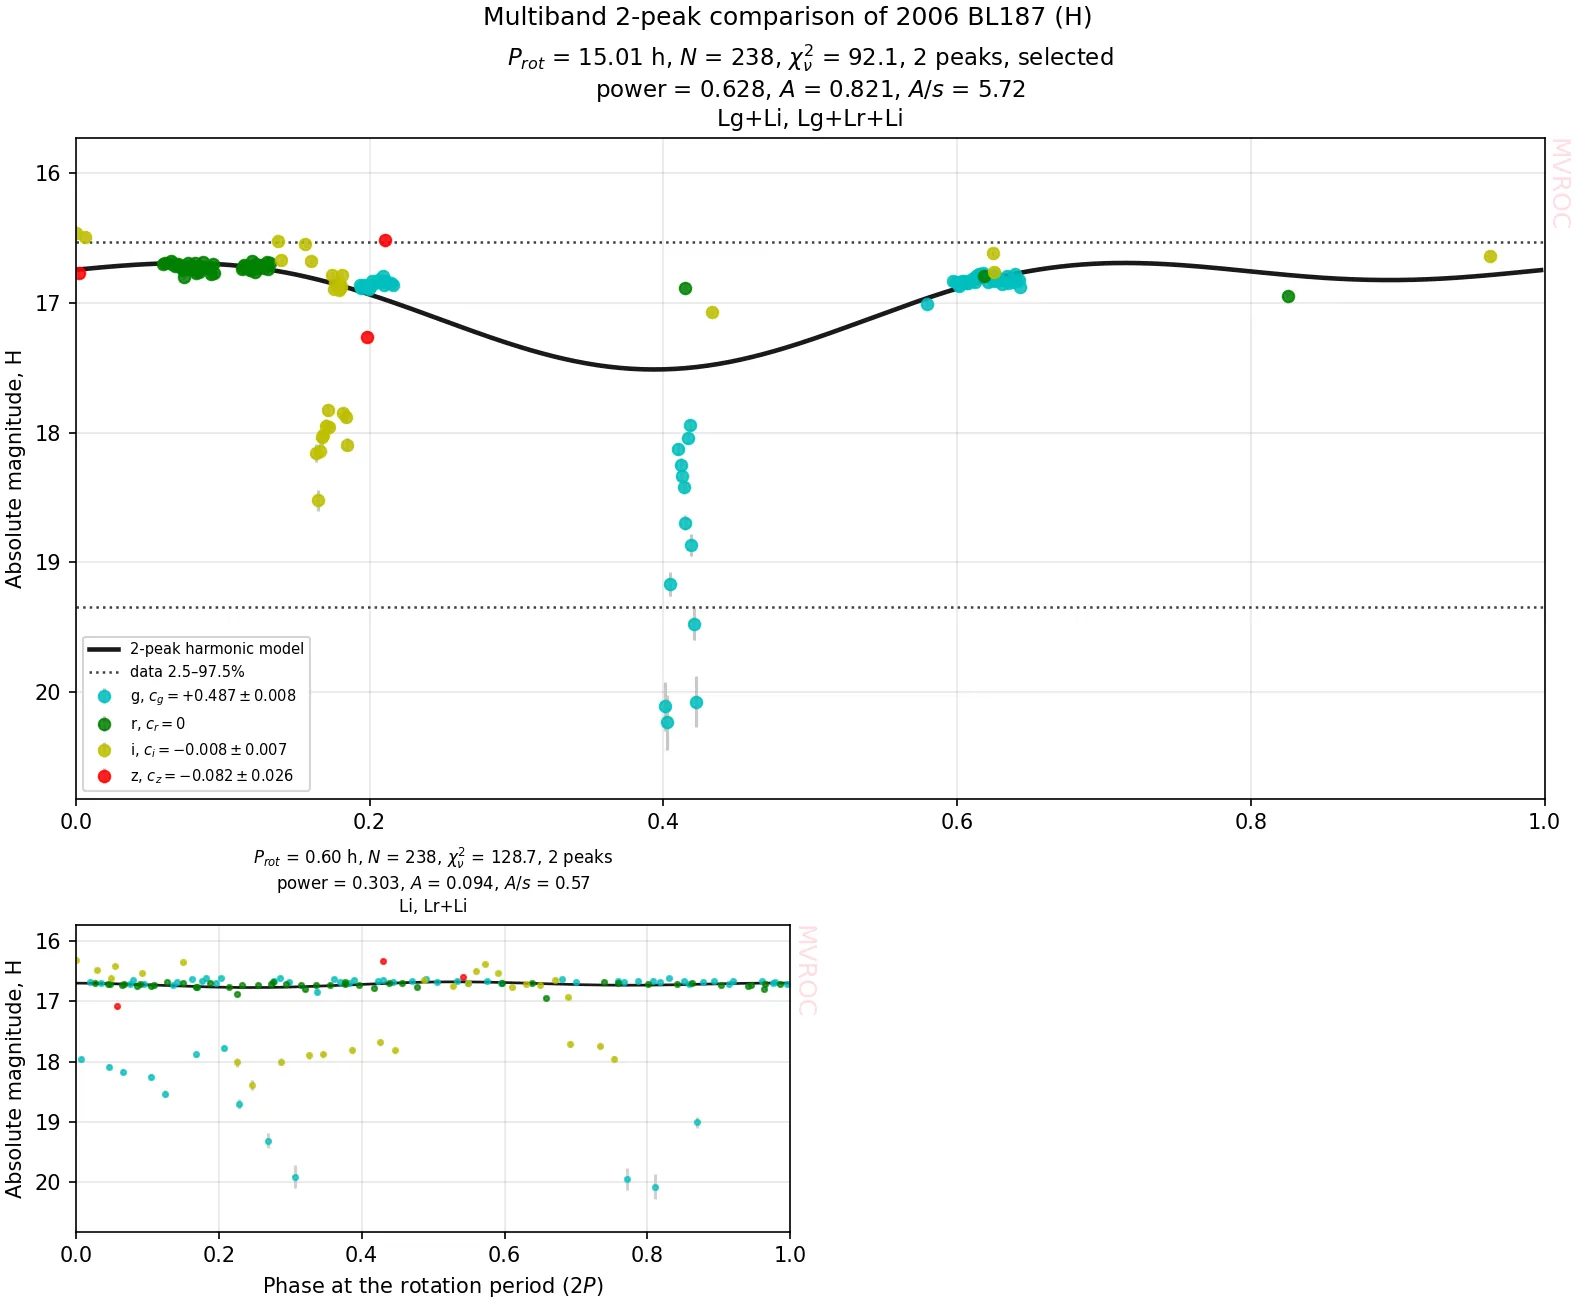 Multiband 2-peak comparison of 2006 BL187 (H)
P_rot = 15.01 h, N = 238, χ²_ν = 92.1, 2 peaks, selected
power = 0.628, A = 0.821, A/s = 5.72
Lg+Li, Lg+Lr+Li
MVROC
Absolute magnitude, H
16
17
18
19
20
2-peak harmonic model
data 2.5–97.5%
g, c_g = +0.487 ± 0.008
r, c_r = 0
i, c_i = −0.008 ± 0.007
z, c_z = −0.082 ± 0.026
0.0 0.2 0.4 0.6 0.8 1.0
P_rot = 0.60 h, N = 238, χ²_ν = 128.7, 2 peaks
power = 0.303, A = 0.094, A/s = 0.57
Li, Lr+Li
MVROC
Absolute magnitude, H
16
17
18
19
20
0.0 0.2 0.4 0.6 0.8 1.0
Phase at the rotation period (2P)